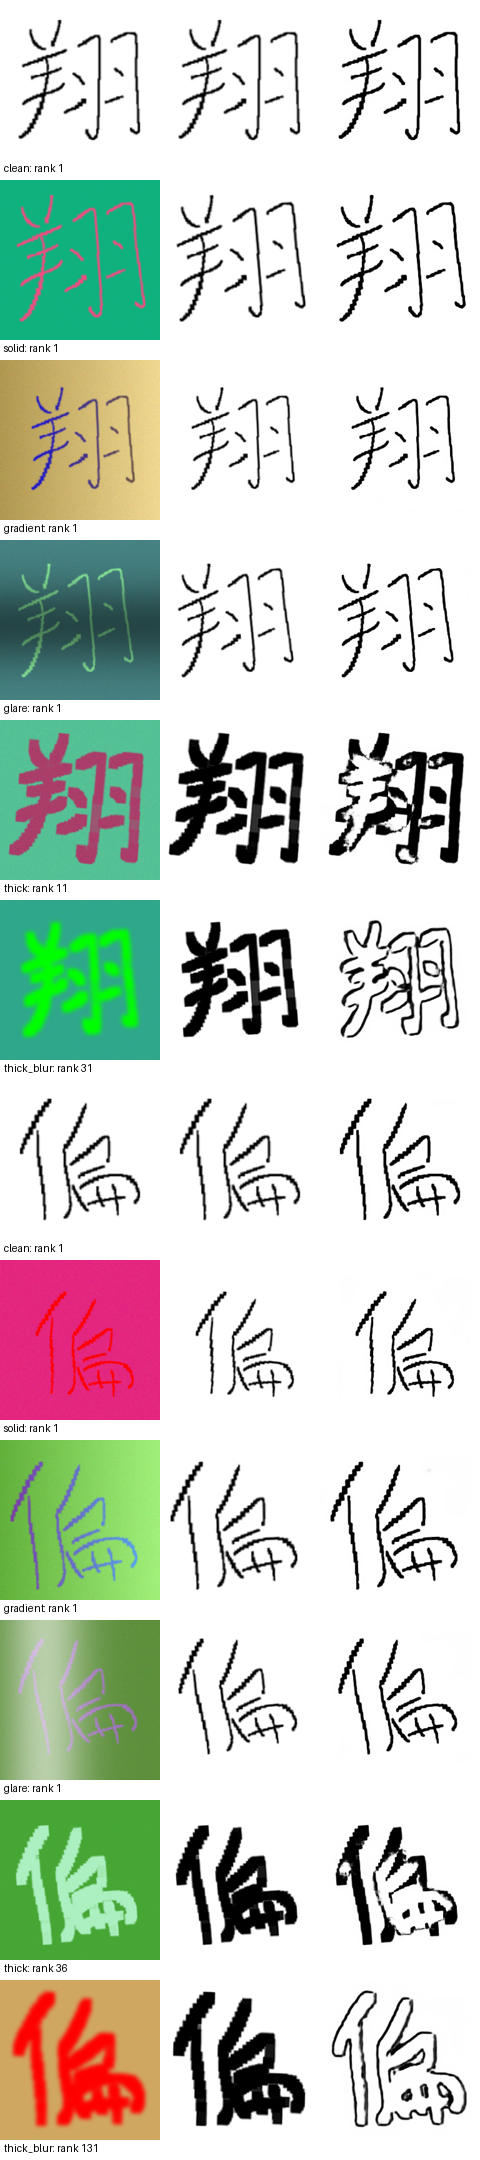 翔 翔 翔
clean: rank 1
翔 翔 翔
solid: rank 1
翔 翔 翔
gradient: rank 1
翔 翔 翔
glare: rank 1
翔 翔 翔
thick: rank 11
翔 翔 翔
thick_blur: rank 31
偏 偏 偏
clean: rank 1
偏 偏 偏
solid: rank 1
偏 偏 偏
gradient: rank 1
偏 偏 偏
glare: rank 1
偏 偏 偏
thick: rank 36
偏 偏 偏
thick_blur: rank 131